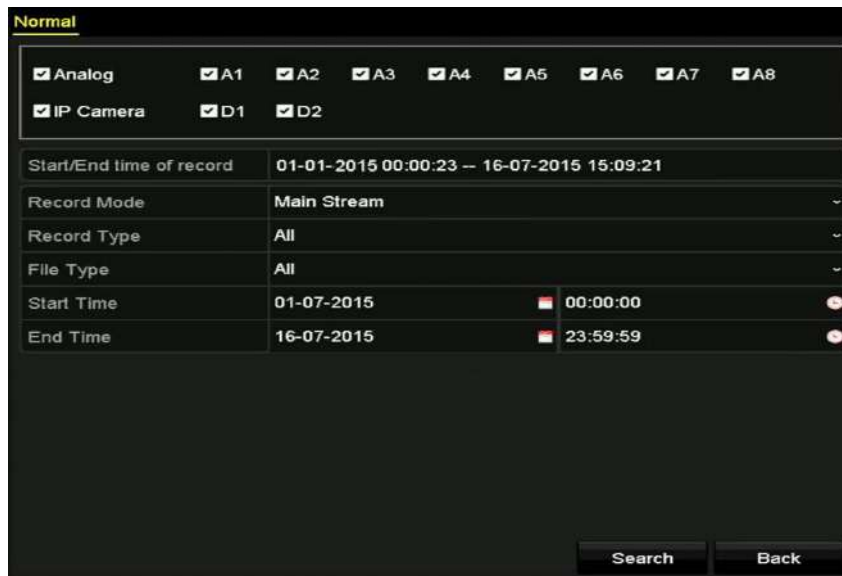 Normal
Analog A1 A2 A3 A4 A5 A6 A7 A8
IP Camera D1 D2
Start/End time of record 01-01-2015 00:00:23 -- 16-07-2015 15:09:21
Record Mode Main Stream
Record Type All
File Type All
Start Time 01-07-2015 00:00:00
End Time 16-07-2015 23:59:59
Search Back